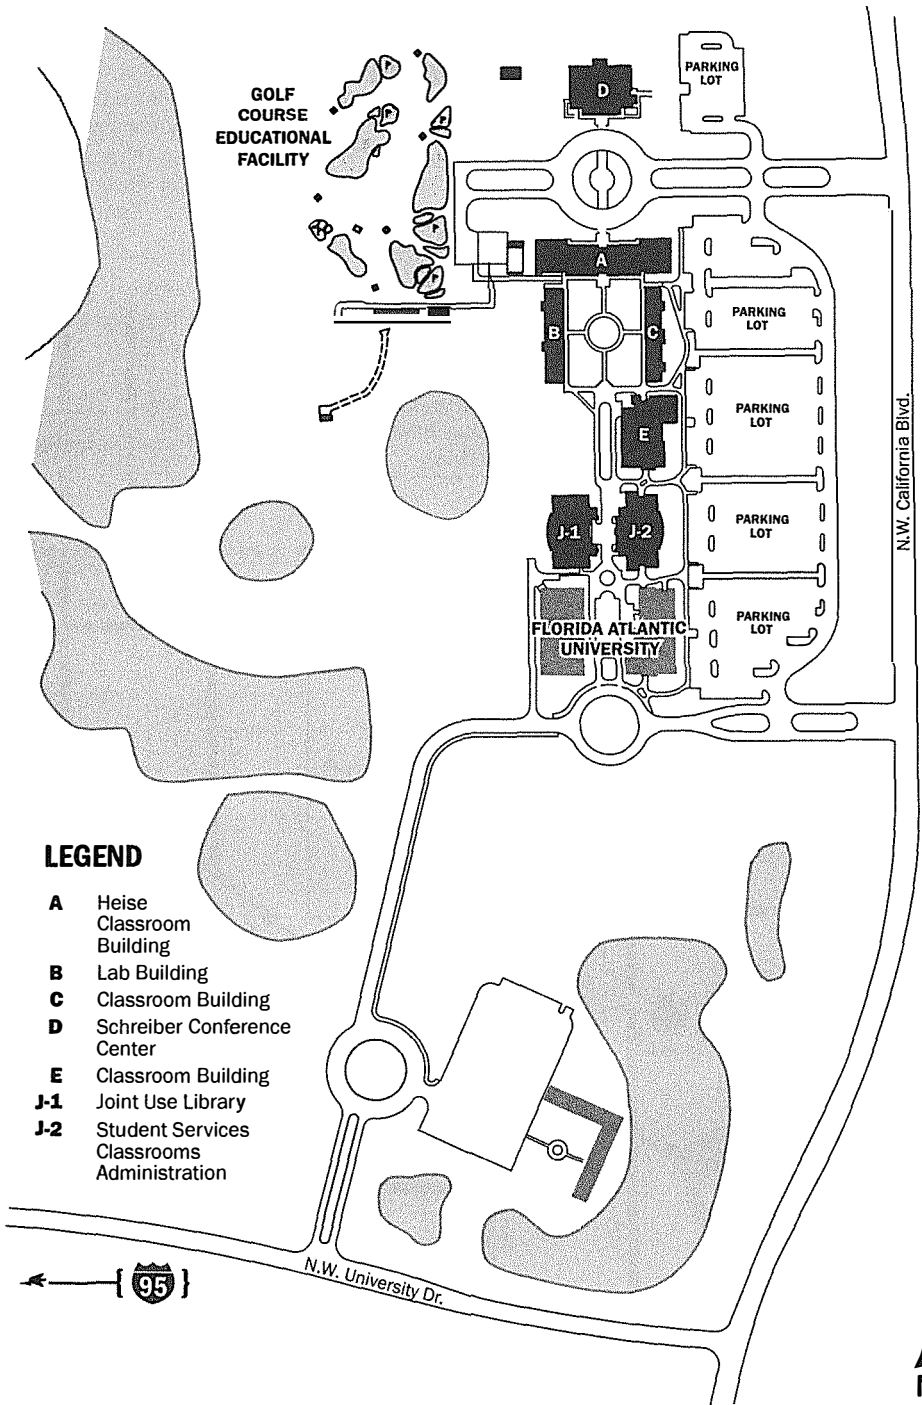 GOLF
COURSE
EDUCATIONAL
FACILITY
D
PARKING
LOT
A
B
C
PARKING
LOT
E
PARKING
LOT
N.W. California Blvd.
J-1
J-2
PARKING
LOT
FLORIDA ATLANTIC
UNIVERSITY
PARKING
LOT
LEGEND
A Heise
Classroom
Building
B Lab Building
C Classroom Building
D Schreiber Conference
Center
E Classroom Building
J-1 Joint Use Library
J-2 Student Services
Classrooms
Administration
95
N.W. University Dr.